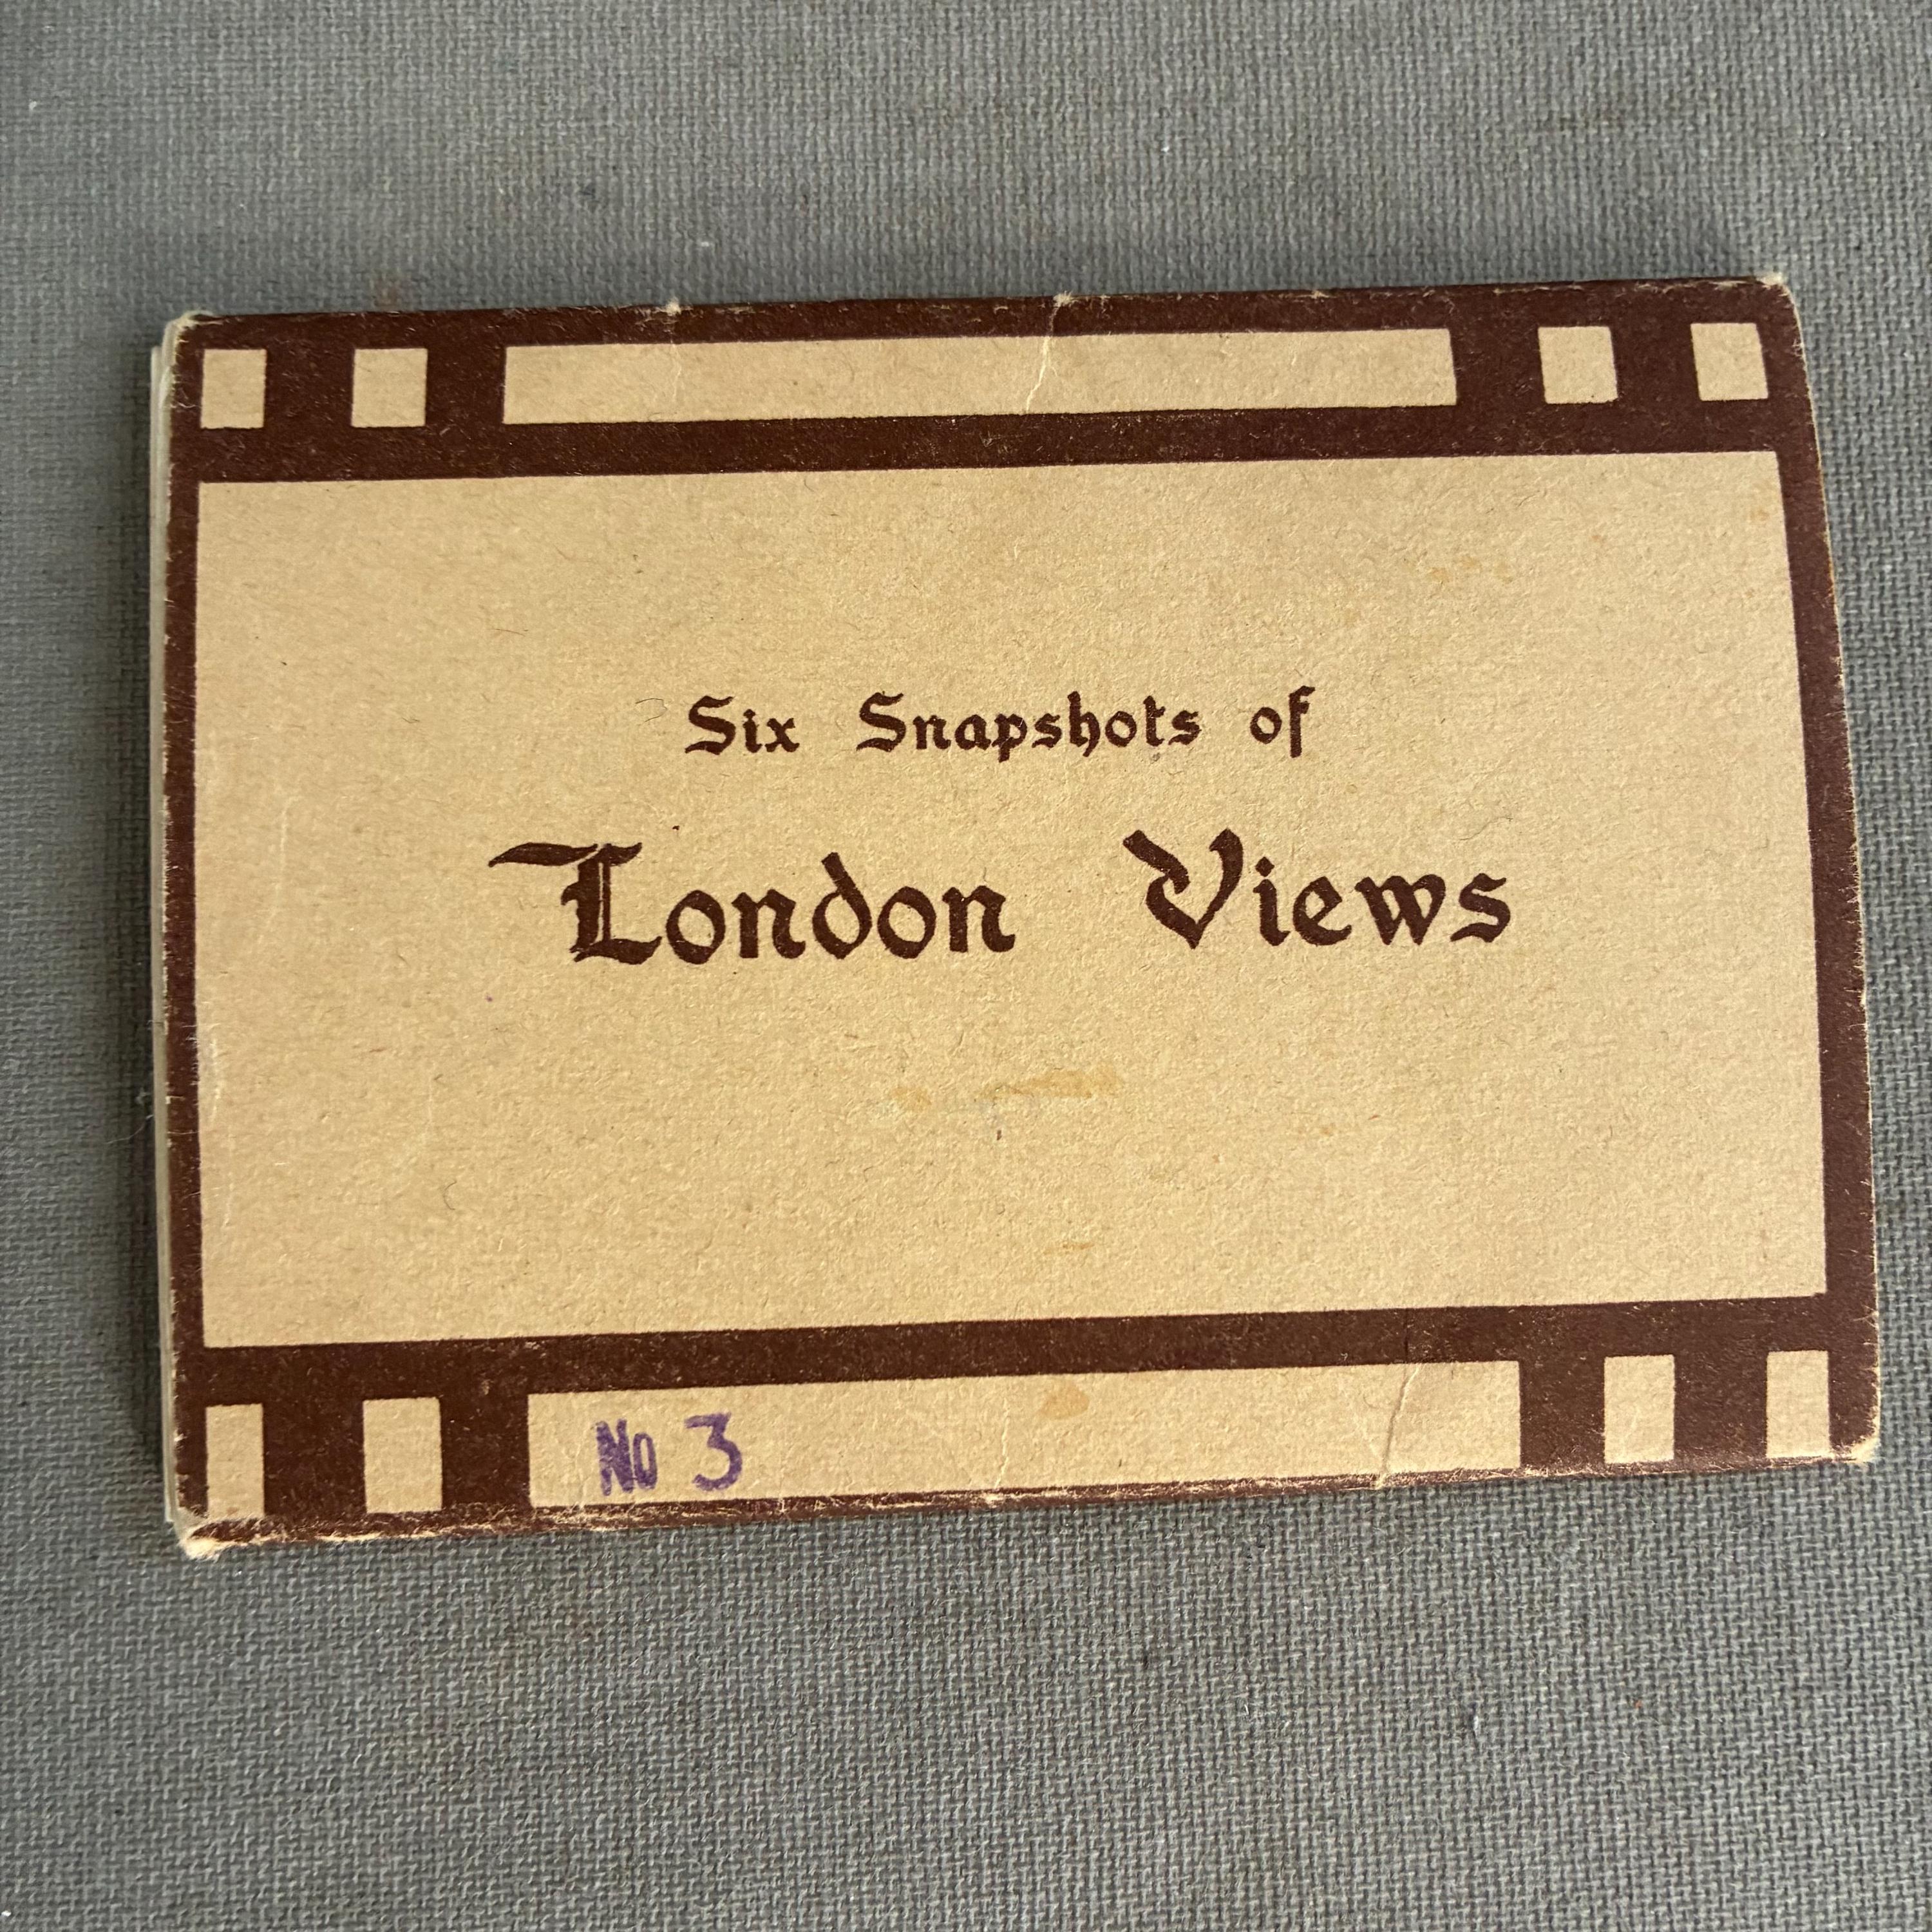 Six Snapshots of
London Views
No 3